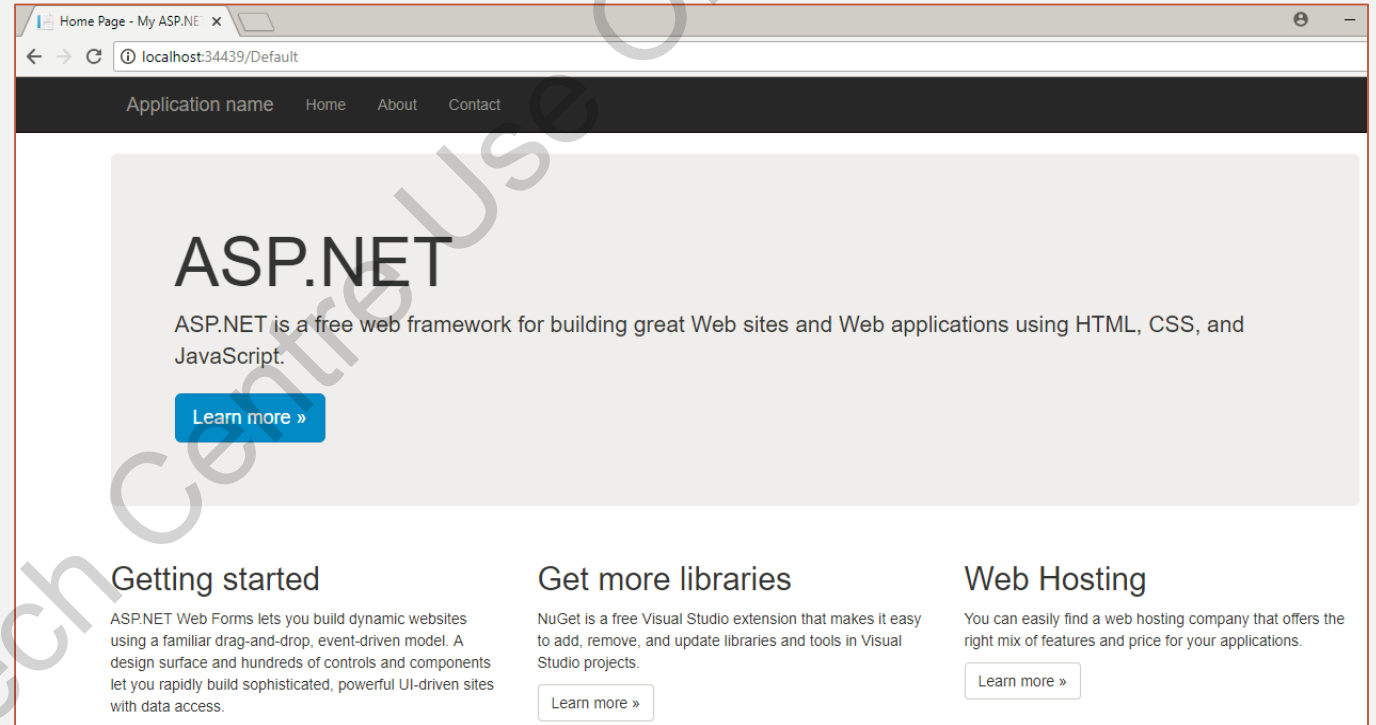 Home Page - My ASP.NE
localhost:34439/Default
Application name Home About Contact
ASP.NET
ASP.NET is a free web framework for building great Web sites and Web applications using HTML, CSS, and
JavaScript.
Learn more »
Getting started
ASP.NET Web Forms lets you build dynamic websites
using a familiar drag-and-drop, event-driven model. A
design surface and hundreds of controls and components
let you rapidly build sophisticated, powerful UI-driven sites
with data access.
Get more libraries
NuGet is a free Visual Studio extension that makes it easy
to add, remove, and update libraries and tools in Visual
Studio projects.
Learn more »
Web Hosting
You can easily find a web hosting company that offers the
right mix of features and price for your applications.
Learn more »
ech Centre Use O